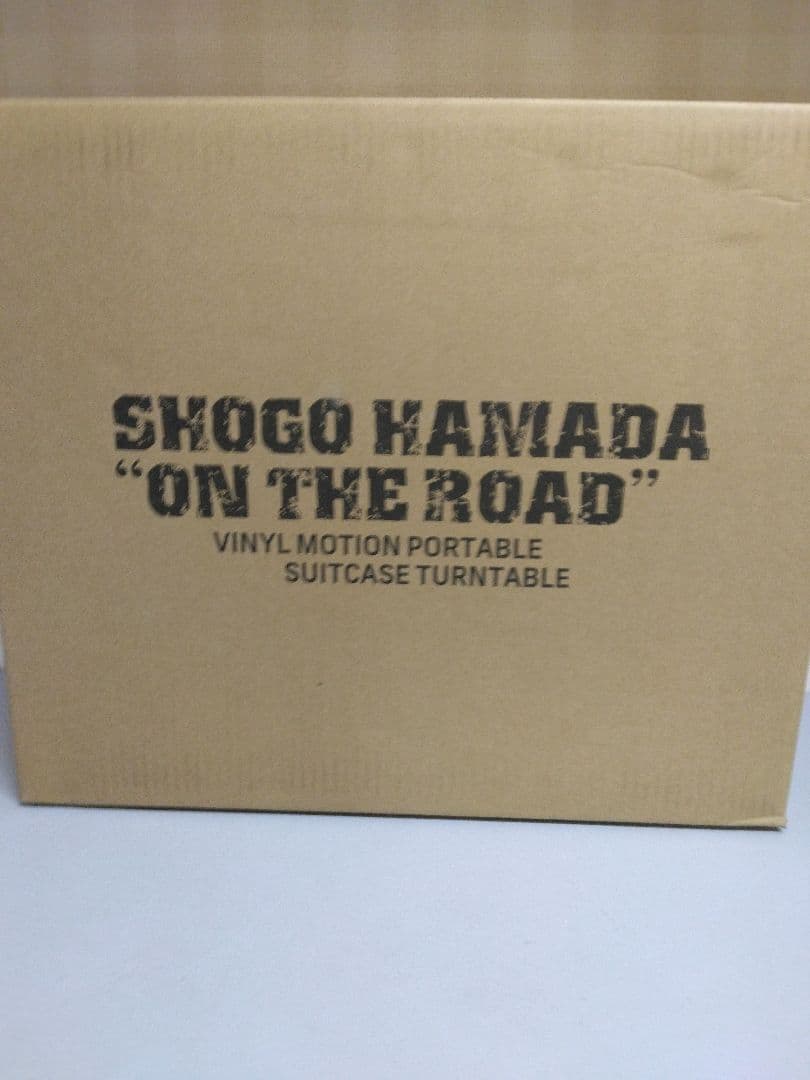 SHOGO HAMADA
“ON THE ROAD”
VINYL MOTION PORTABLE
SUITCASE TURNTABLE